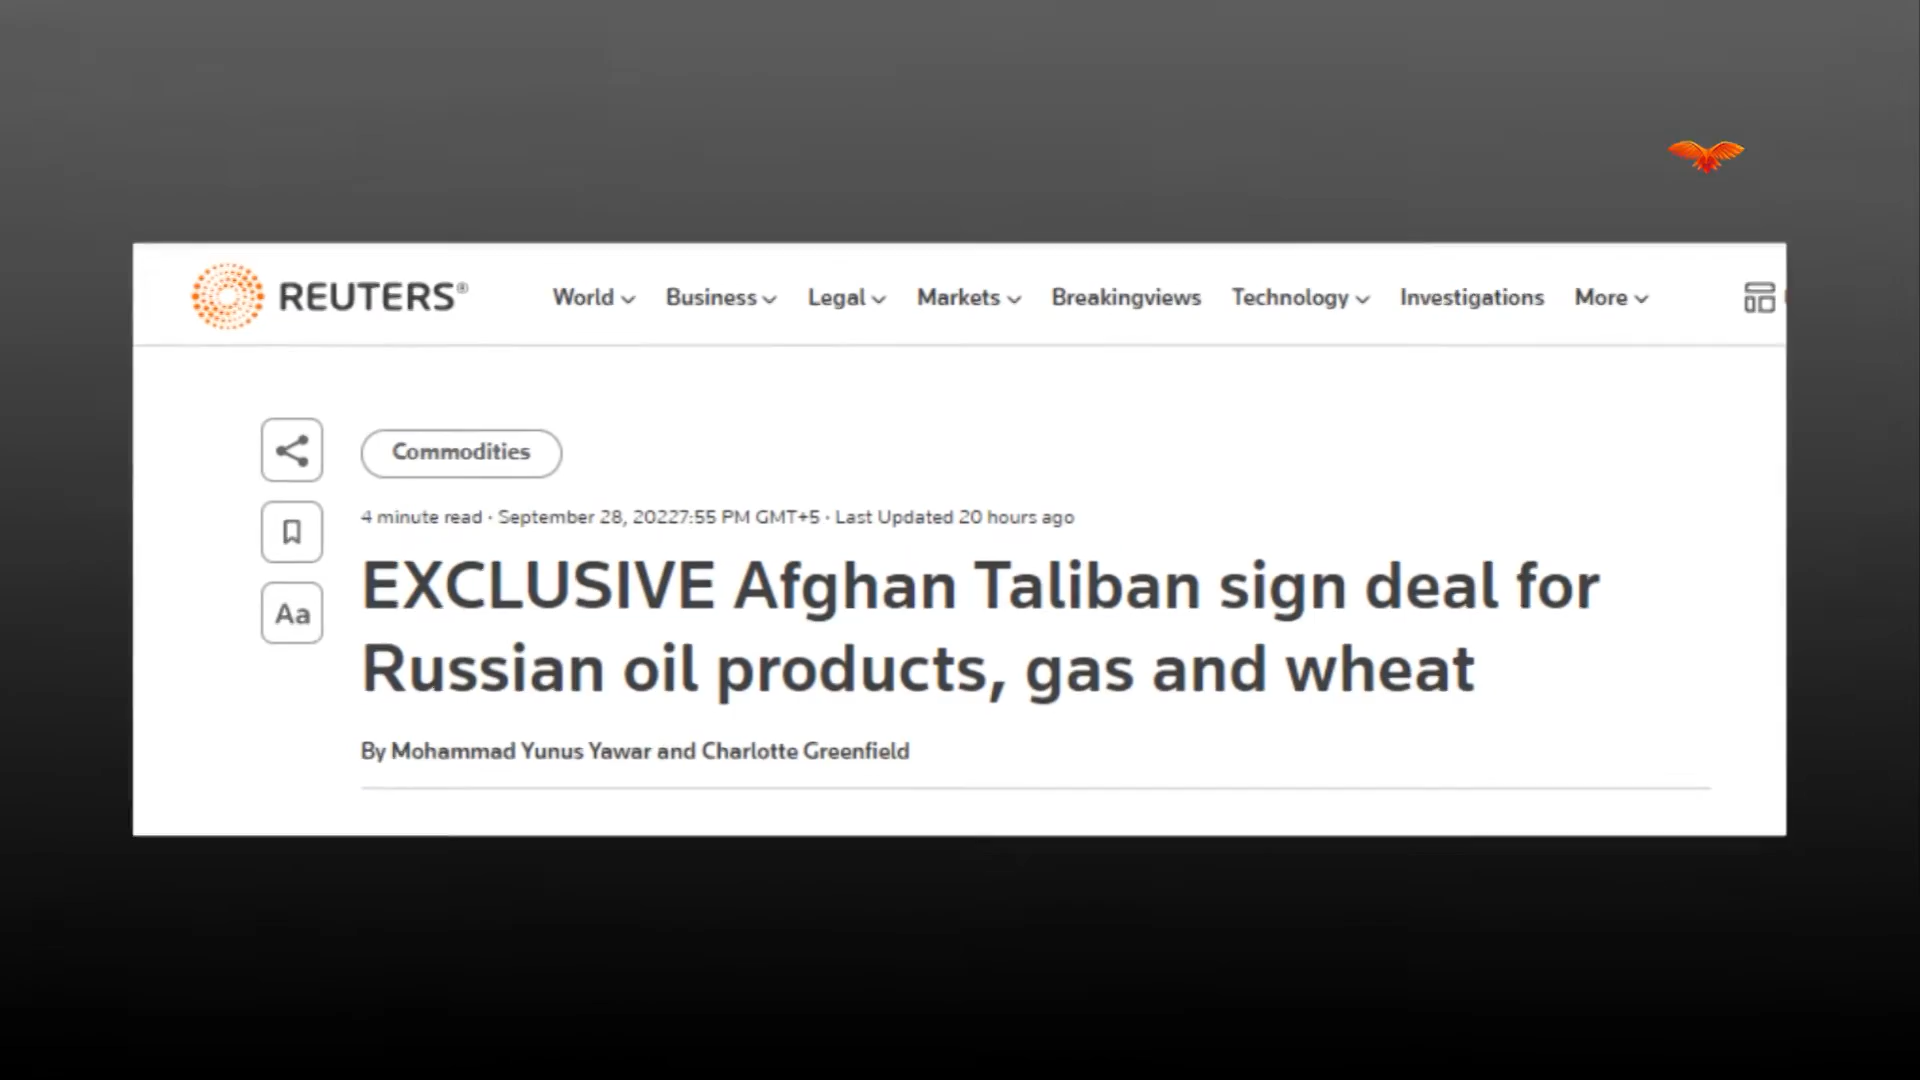 REUTERS®
World Business Legal Markets Breakingviews Technology Investigations More
Commodities
4 minute read · September 28, 20227:55 PM GMT+5 · Last Updated 20 hours ago
Aa
EXCLUSIVE Afghan Taliban sign deal for
Russian oil products, gas and wheat
By Mohammad Yunus Yawar and Charlotte Greenfield